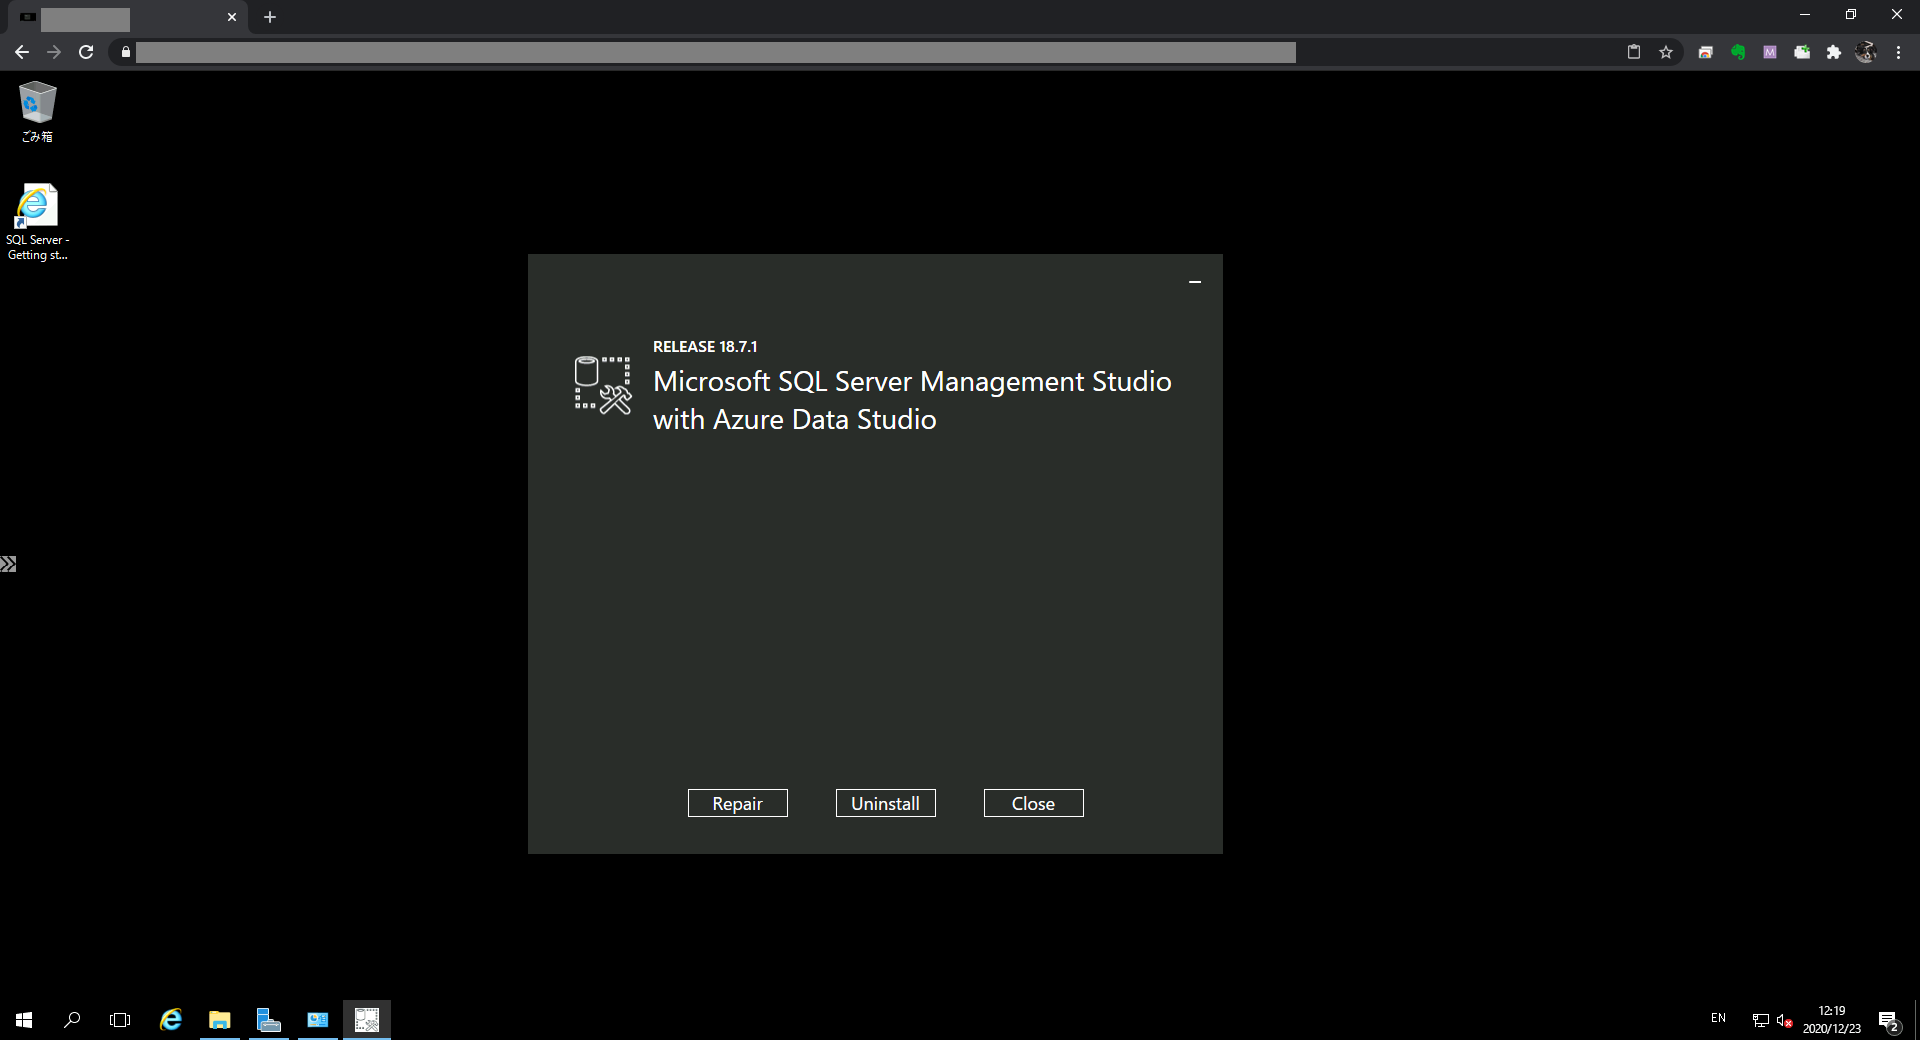 ごみ箱
SQL Server -
Getting st...
RELEASE 18.7.1
Microsoft SQL Server Management Studio
with Azure Data Studio
Repair
Uninstall
Close
EN
12:19
2020/12/23
2